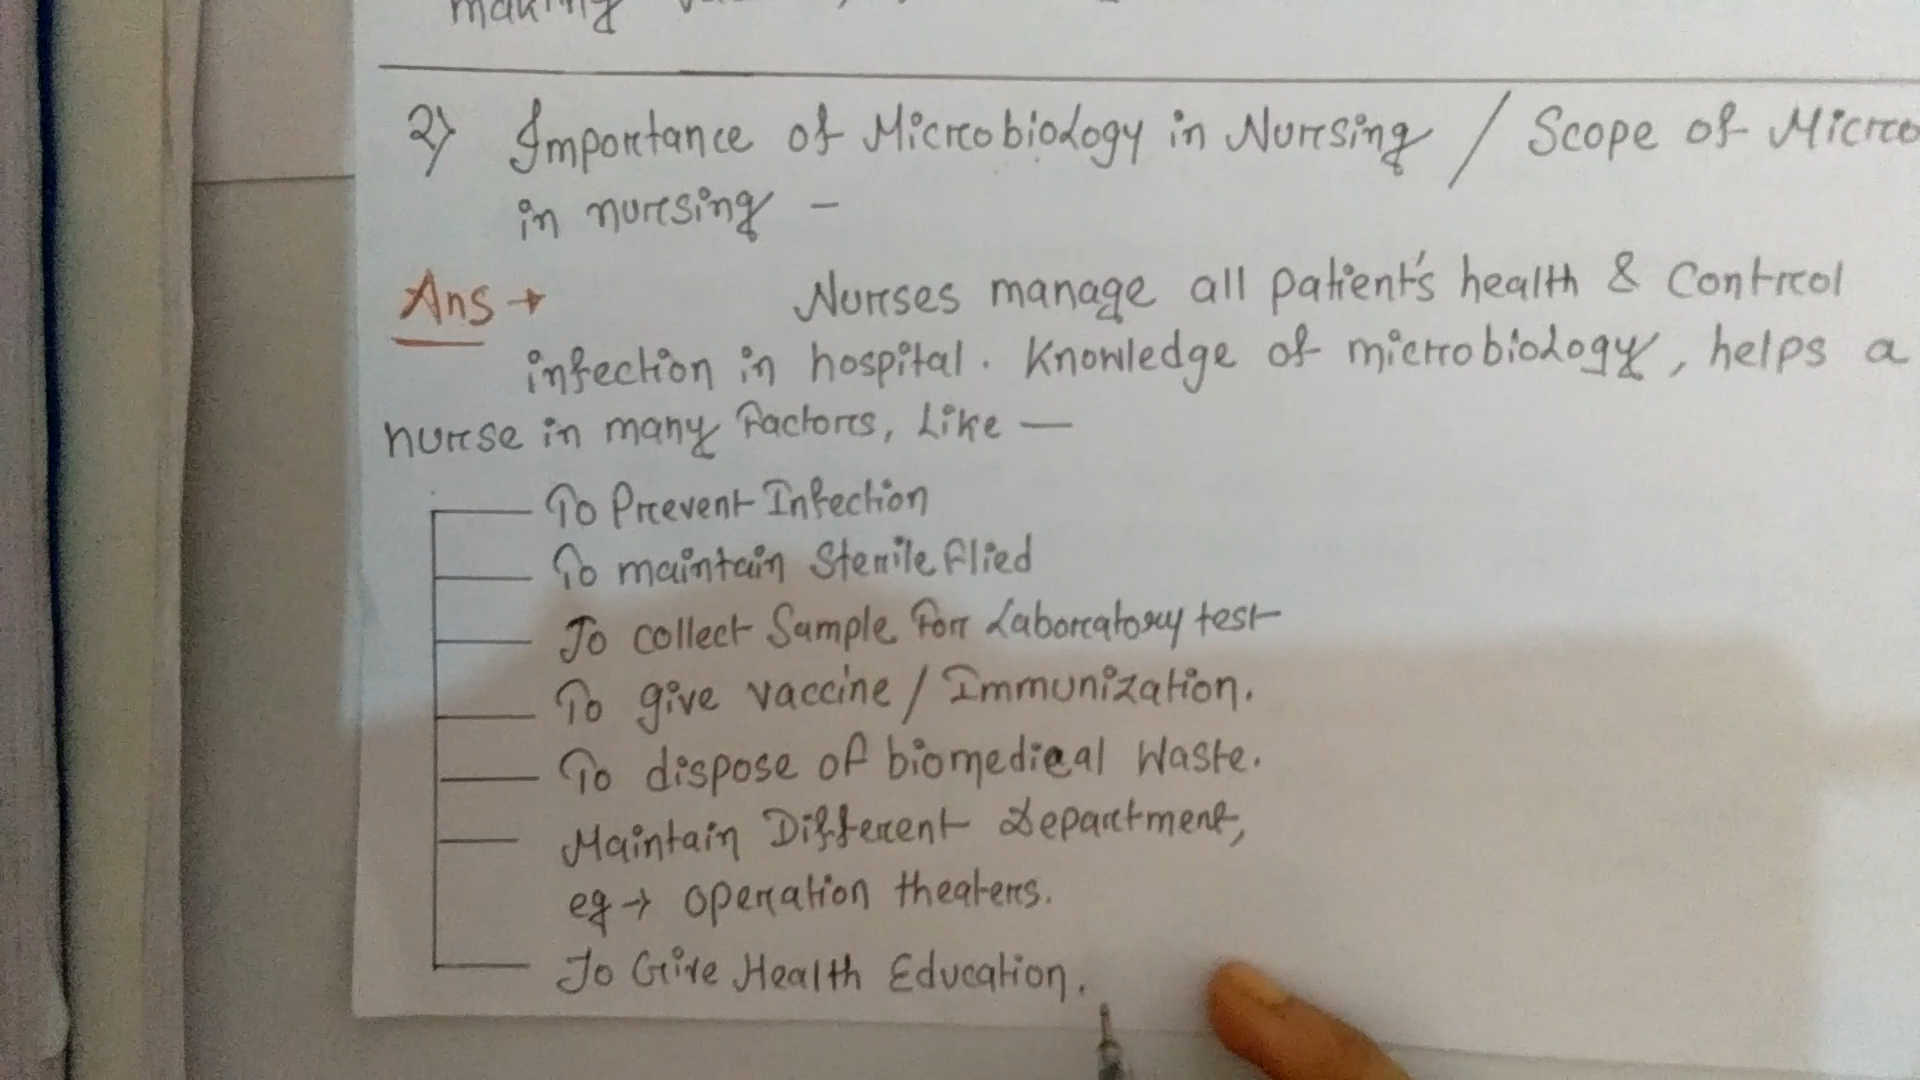 making
2) Importance of Microbiology in Nursing / Scope of Micro
in nursing -
Ans → Nurses manage all patient's health & Control
infection in hospital. Knowledge of microbiology, helps a
nurse in many Factors, Like —
To Prevent Infection
To maintain Sterile flied
To collect Sample For Laboratory test
To give vaccine / Immunization.
To dispose of biomedical Waste.
Maintain Different Department,
eg → operation theaters.
To Give Health Education.